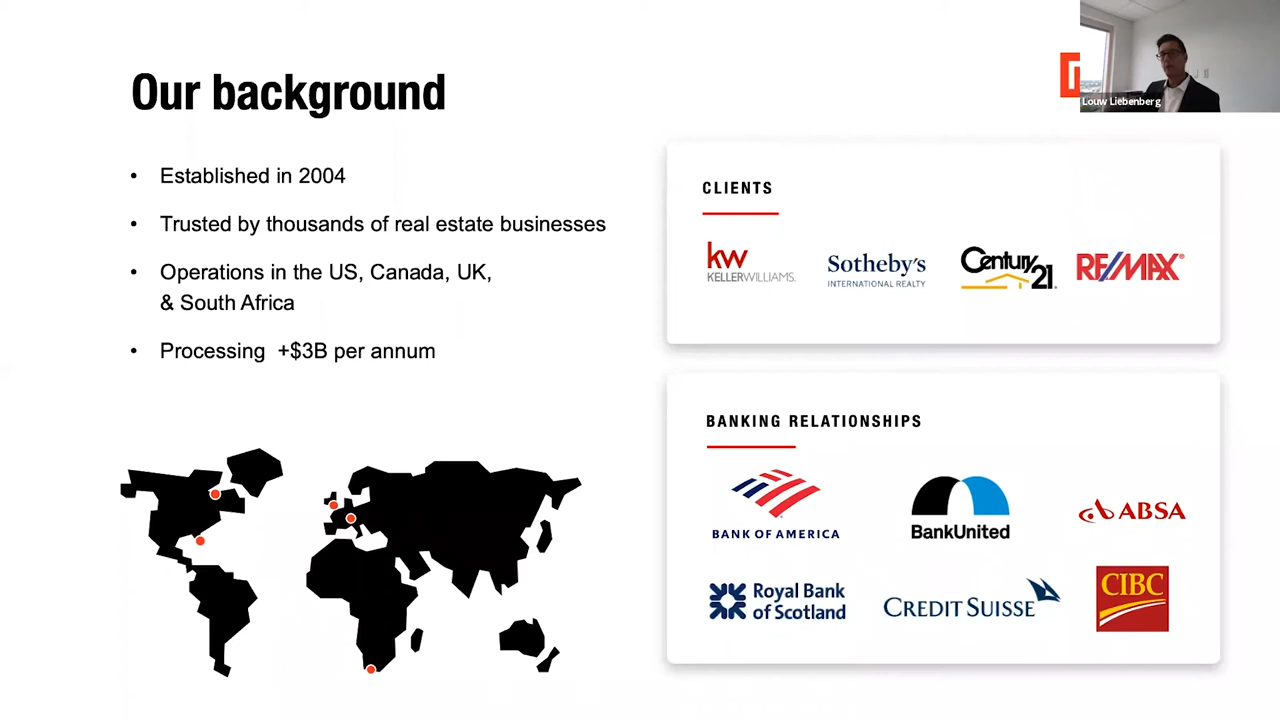 Our background
• Established in 2004
• Trusted by thousands of real estate businesses
• Operations in the US, Canada, UK,
& South Africa
• Processing +$3B per annum
Louw Liebenberg
CLIENTS
kw
KELLERWILLIAMS.
Sotheby's
INTERNATIONAL REALTY
Century
21.
RE/MAX®
BANKING RELATIONSHIPS
BANK OF AMERICA
BankUnited
ABSA
Royal Bank
of Scotland
CREDIT SUISSE
CIBC